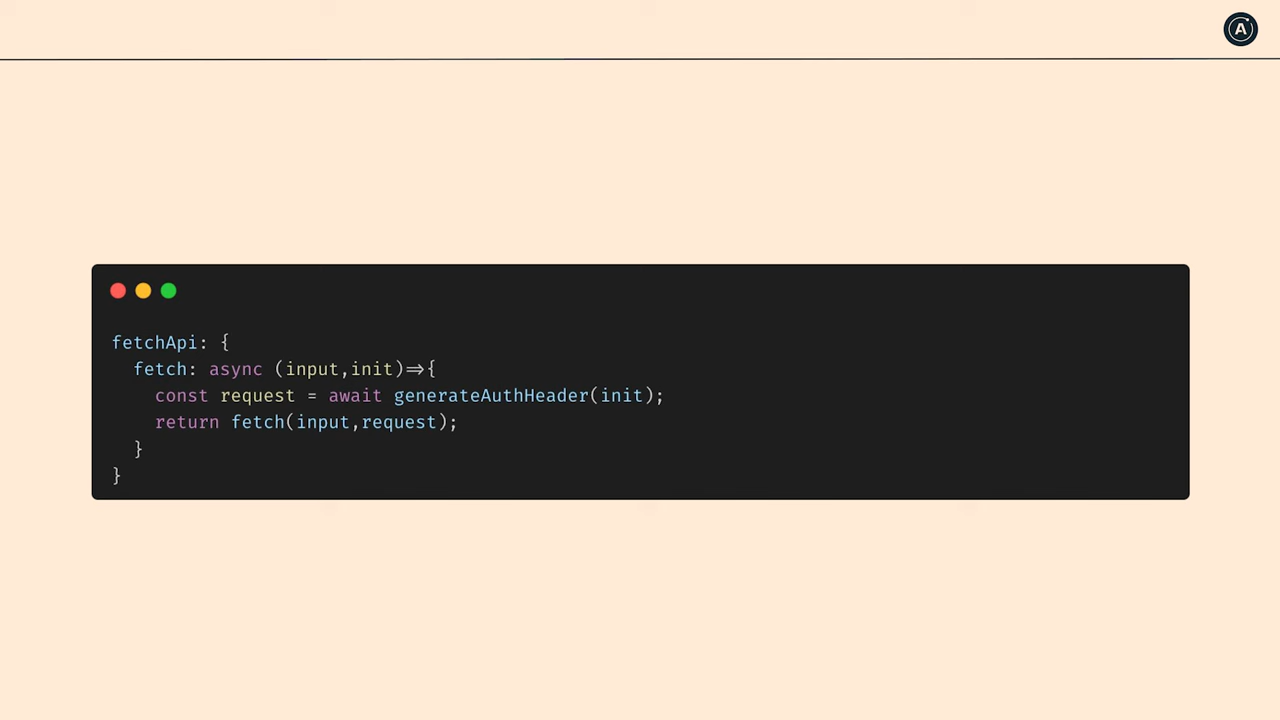 A
fetchApi: {
fetch: async (input,init)=>{
const request = await generateAuthHeader(init);
return fetch(input,request);
}
}